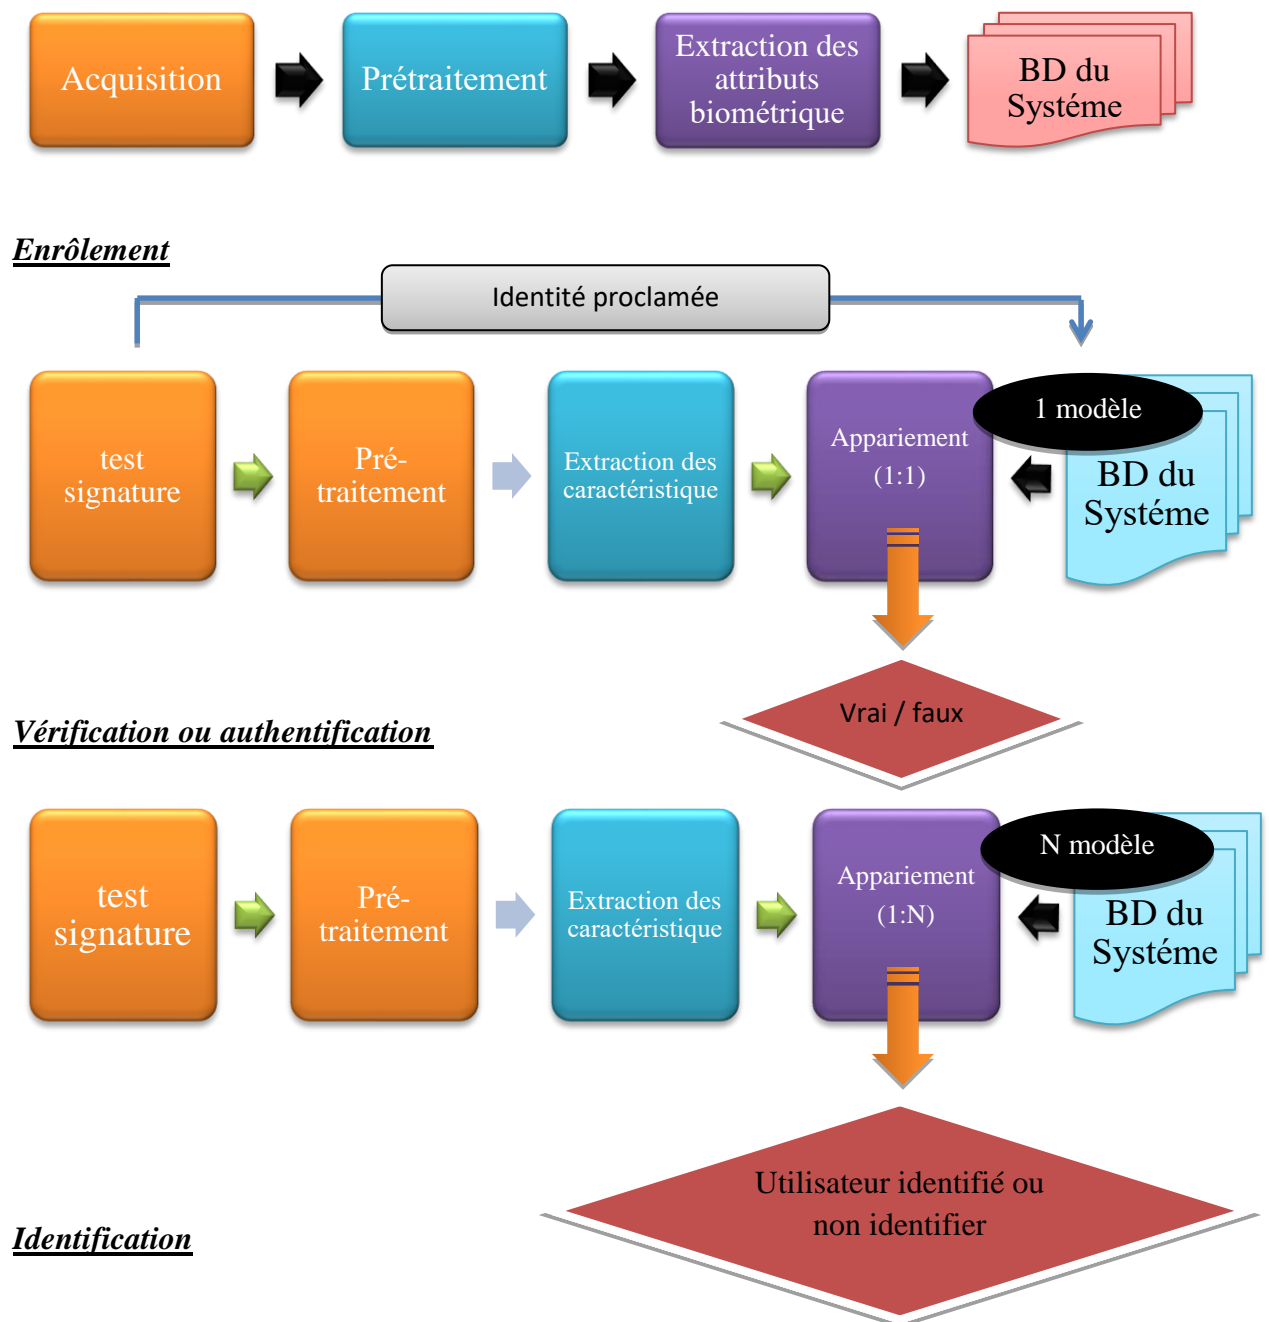 Acquisition
Prétraitement
Extraction des
attributs
biométrique
BD du
Systéme
Enrôlement
Identité proclamée
test
signature
Pré-
traitement
Extraction des
caractéristique
Appariement
(1:1)
1 modèle
BD du
Systéme
Vrai / faux
Vérification ou authentification
test
signature
Pré-
traitement
Extraction des
caractéristique
Appariement
(1:N)
N modèle
BD du
Systéme
Utilisateur identifié ou
non identifier
Identification